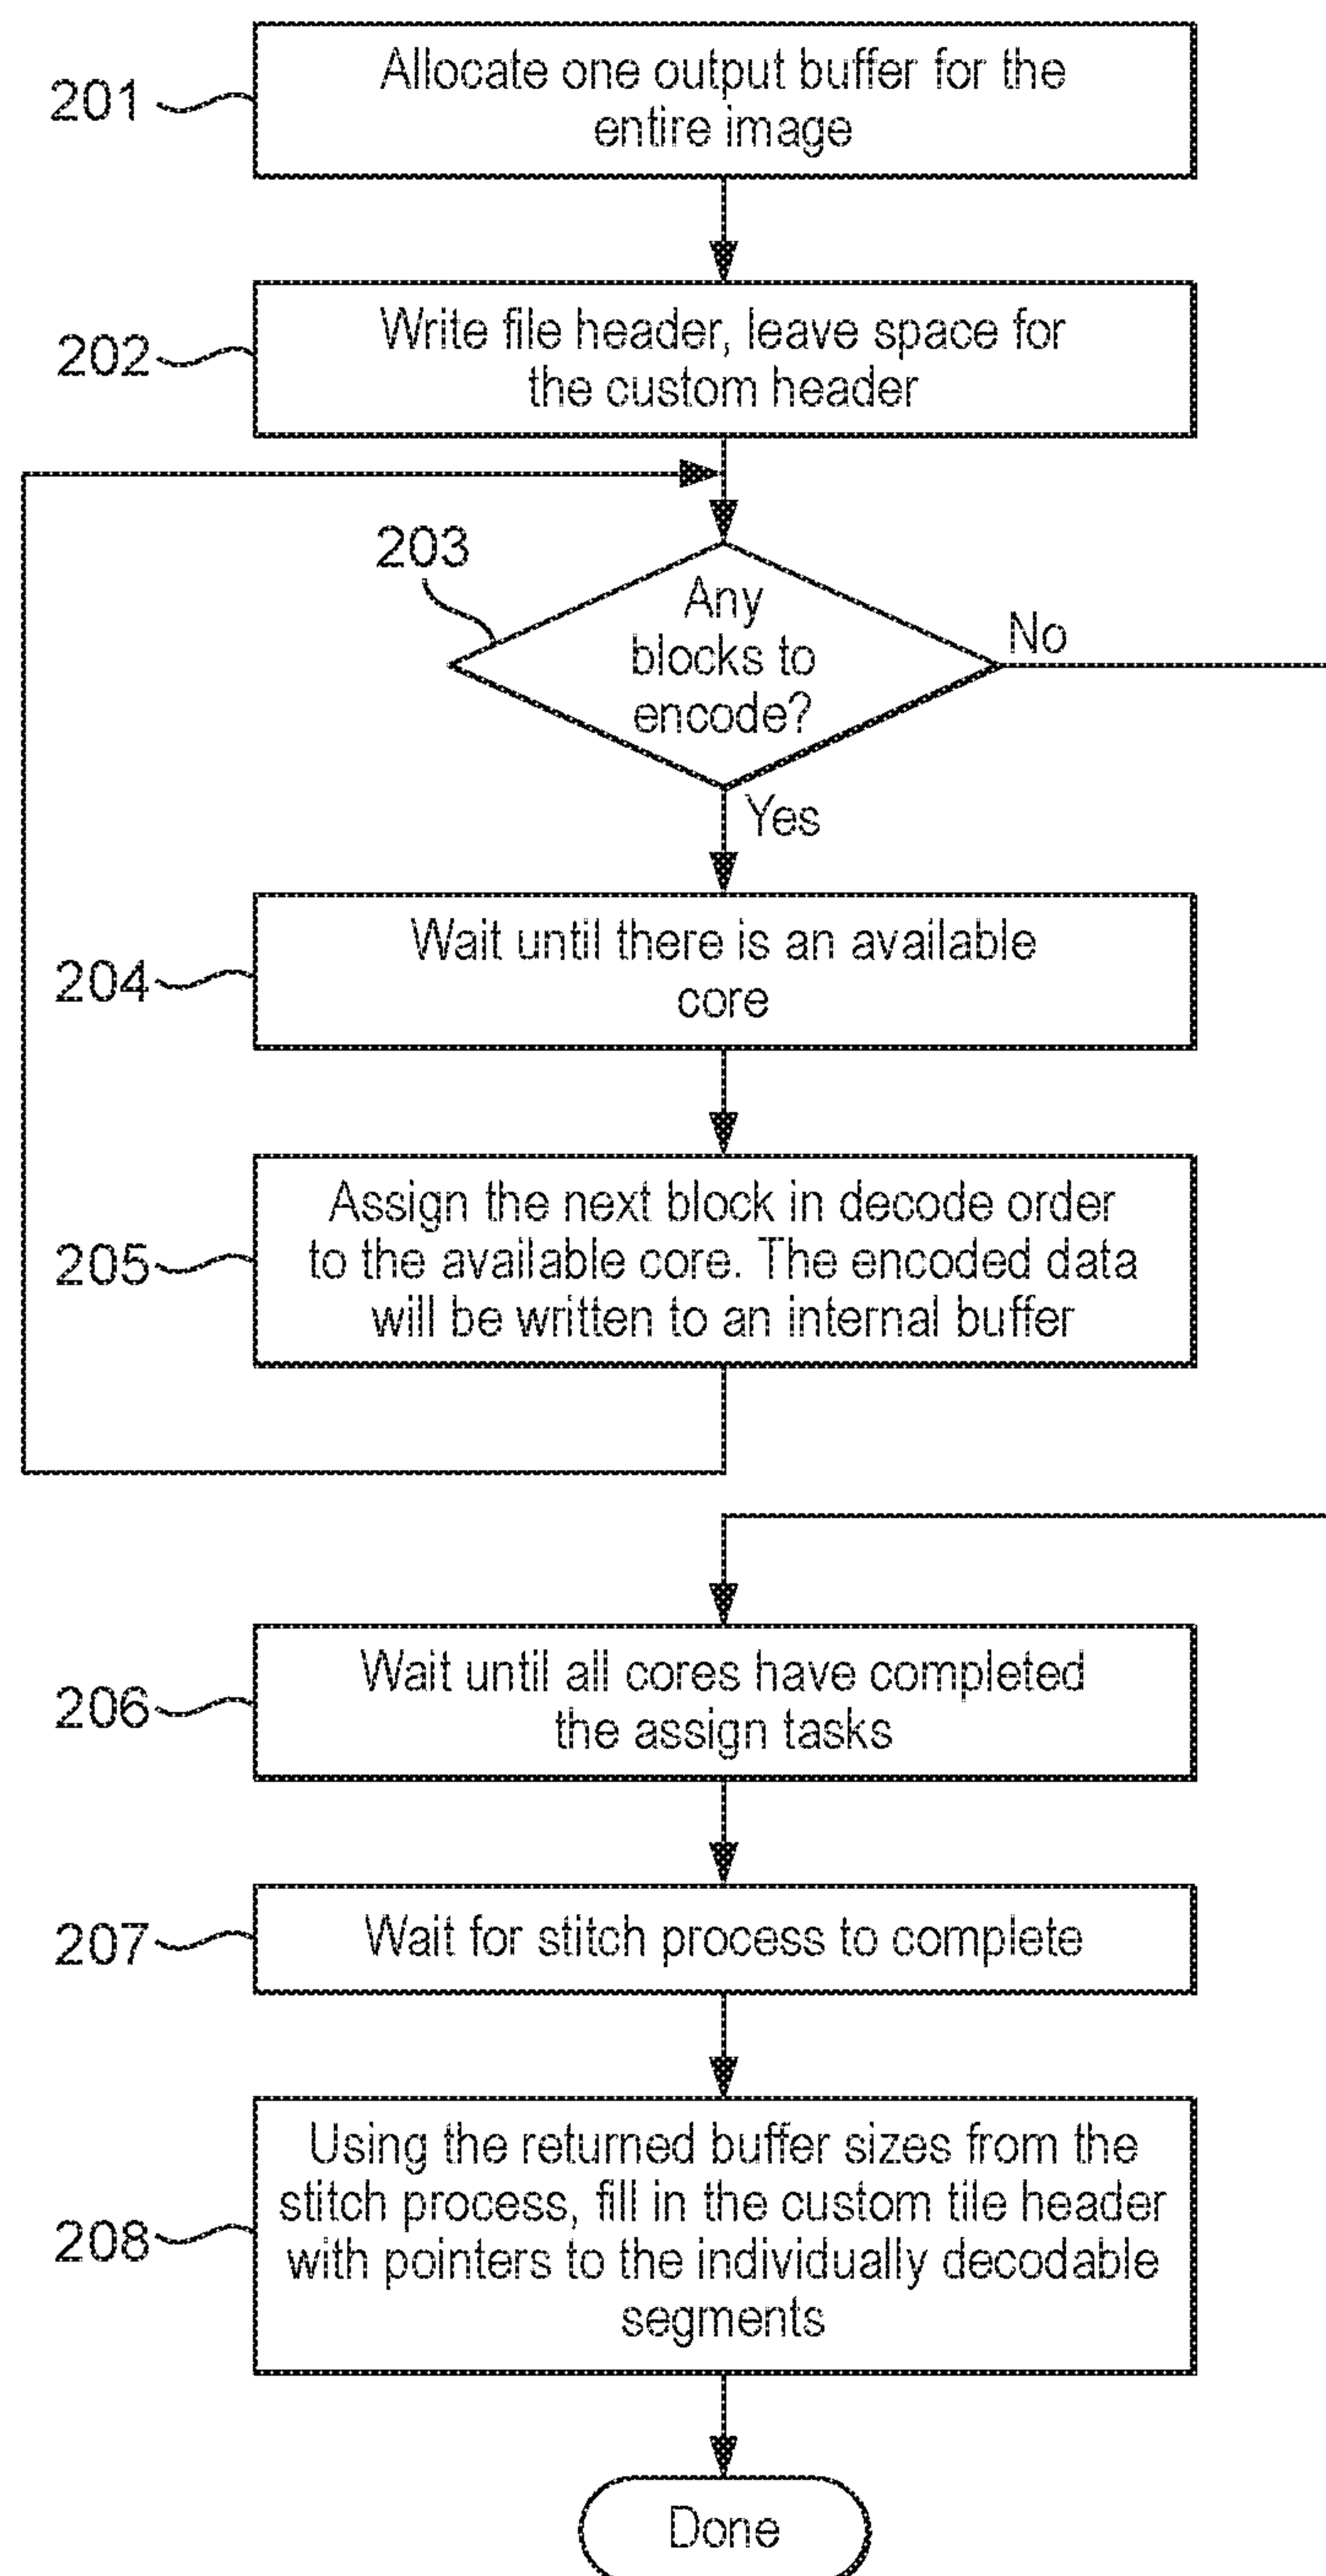 201
Allocate one output buffer for the
entire image
202
Write file header, leave space for
the custom header
203
Any
blocks to
encode?
No
Yes
204
Wait until there is an available
core
205
Assign the next block in decode order
to the available core. The encoded data
will be written to an internal buffer
206
Wait until all cores have completed
the assign tasks
207
Wait for stitch process to complete
208
Using the returned buffer sizes from the
stitch process, fill in the custom tile header
with pointers to the individually decodable
segments
Done